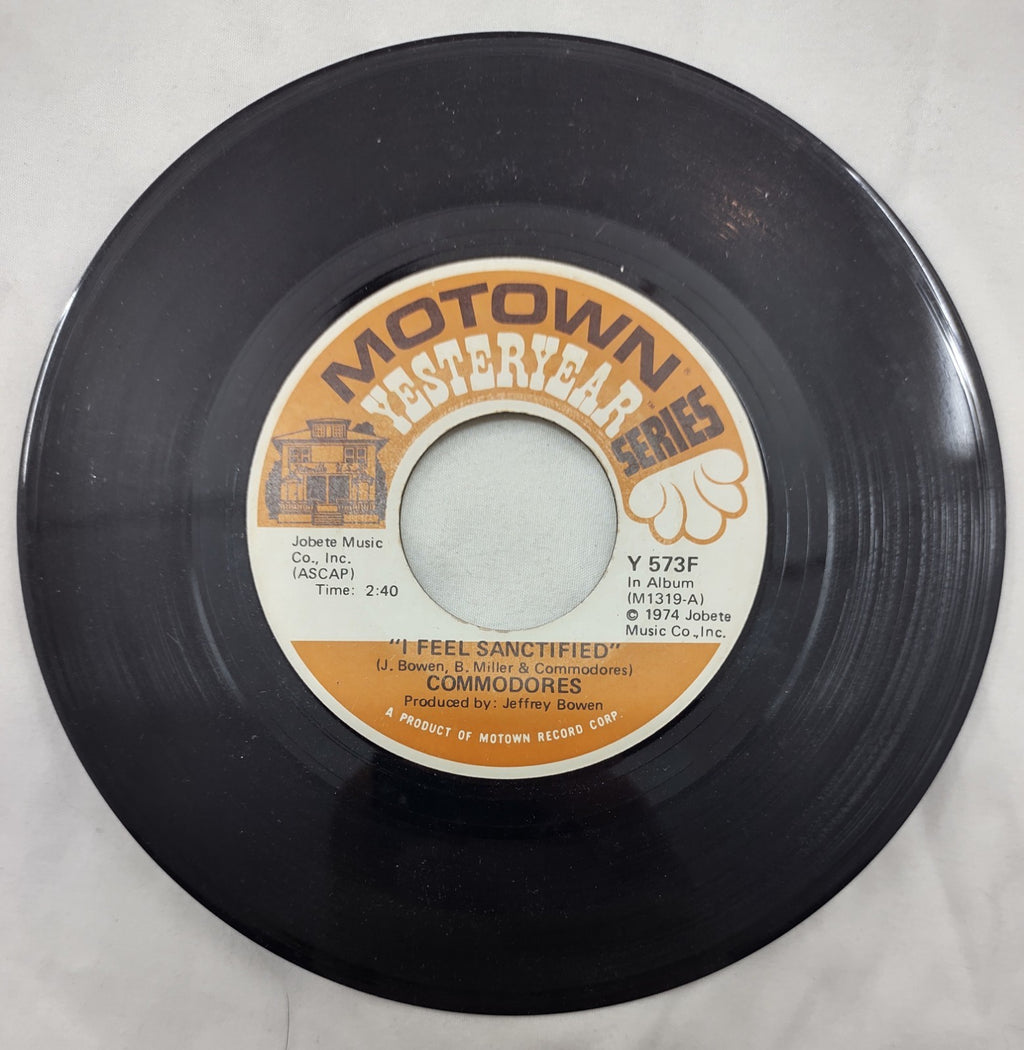 MOTOWN ®
YESTERYEAR ™
SERIES
Jobete Music
Co., Inc.
(ASCAP)
Time: 2:40
Y 573F
In Album
(M1319-A)
© 1974 Jobete
Music Co., Inc.
"I FEEL SANCTIFIED"
(J. Bowen, B. Miller & Commodores)
COMMODORES
Produced by: Jeffrey Bowen
A PRODUCT OF MOTOWN RECORD CORP.